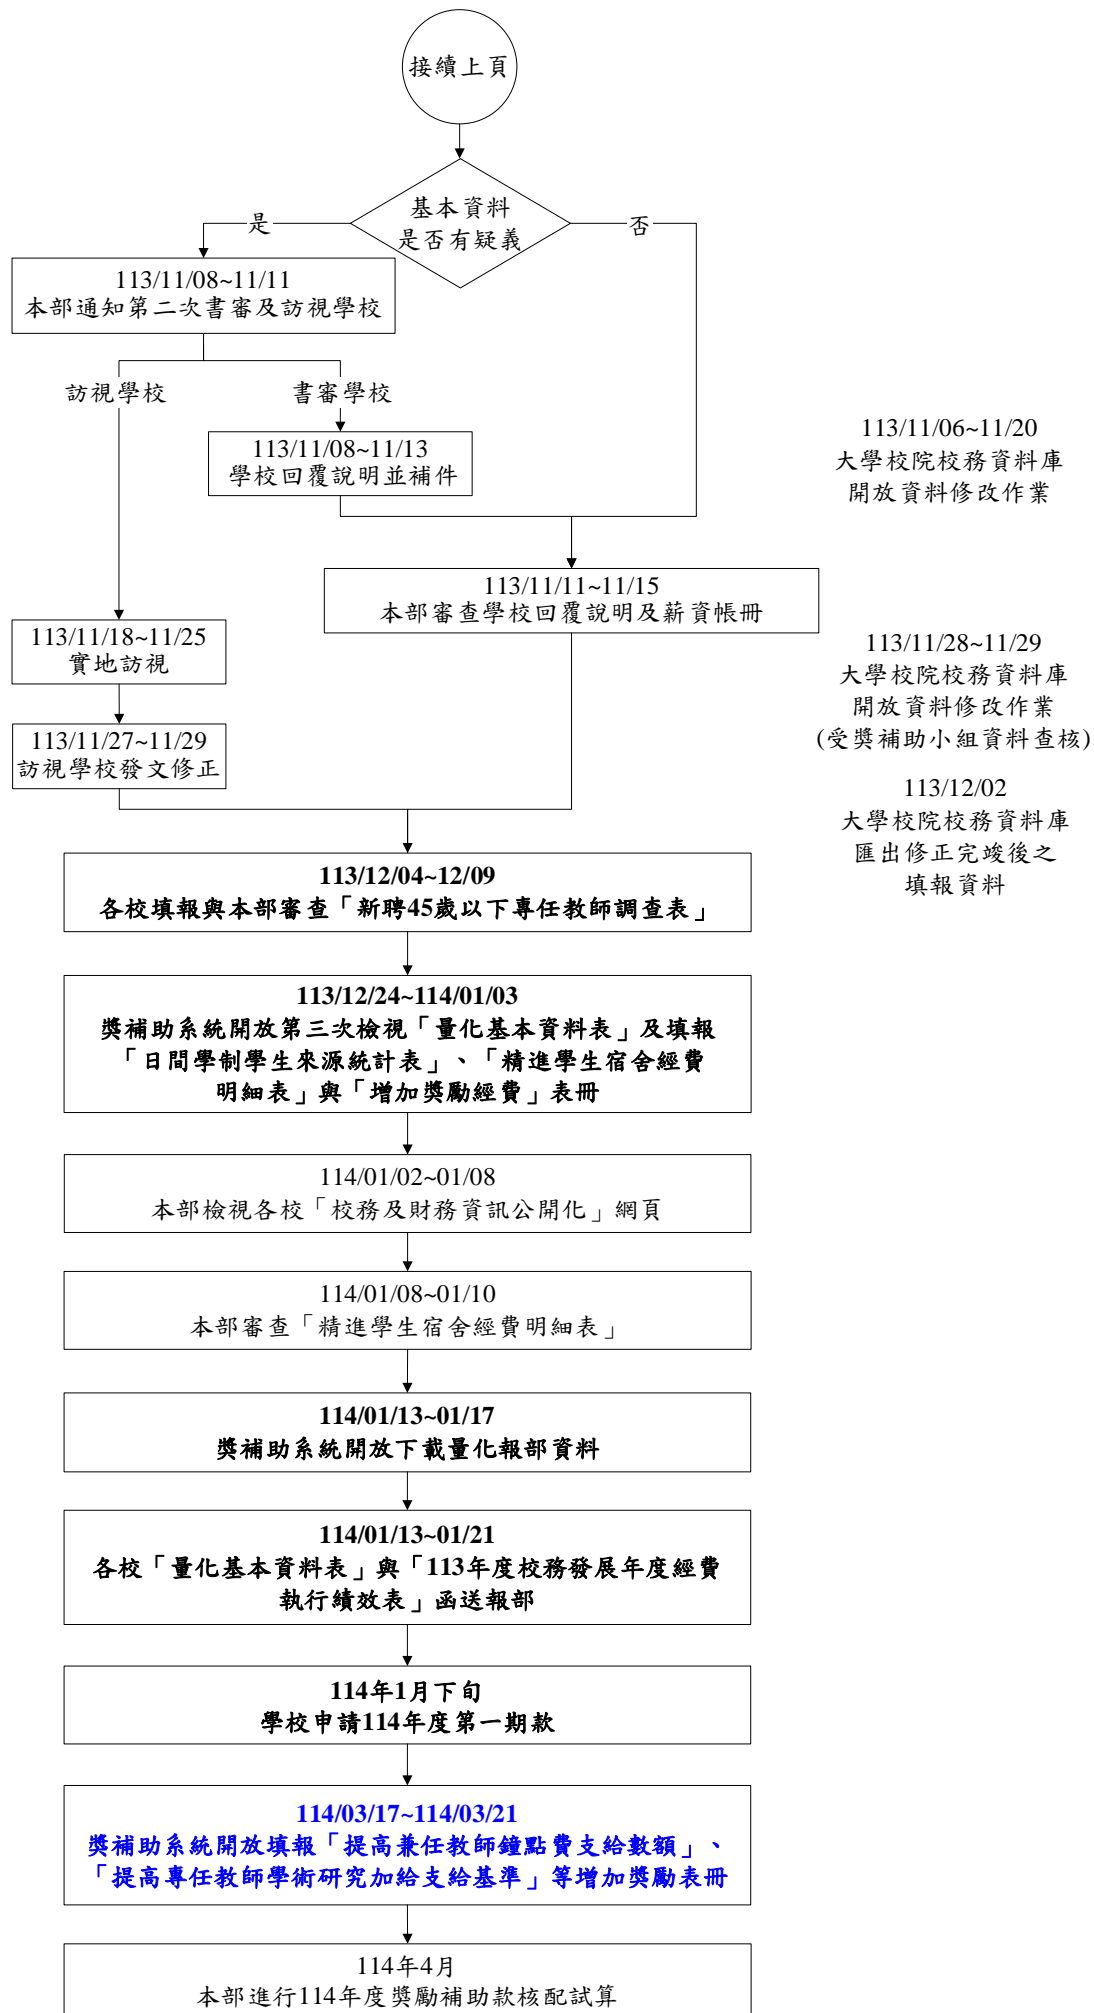 接續上頁
基本資料
是否有疑義
是
否
113/11/08~11/11
本部通知第二次書審及訪視學校
訪視學校
書審學校
113/11/08~11/13
學校回覆說明並補件
113/11/06~11/20
大學校院校務資料庫
開放資料修改作業
113/11/11~11/15
本部審查學校回覆說明及薪資帳冊
113/11/18~11/25
實地訪視
113/11/28~11/29
大學校院校務資料庫
開放資料修改作業
(受獎補助小組資料查核)
113/11/27~11/29
訪視學校發文修正
113/12/02
大學校院校務資料庫
匯出修正完竣後之
填報資料
113/12/04~12/09
各校填報與本部審查「新聘45歲以下專任教師調查表」
113/12/24~114/01/03
獎補助系統開放第三次檢視「量化基本資料表」及填報
「日間學制學生來源統計表」、「精進學生宿舍經費
明細表」與「增加獎勵經費」表冊
114/01/02~01/08
本部檢視各校「校務及財務資訊公開化」網頁
114/01/08~01/10
本部審查「精進學生宿舍經費明細表」
114/01/13~01/17
獎補助系統開放下載量化報部資料
114/01/13~01/21
各校「量化基本資料表」與「113年度校務發展年度經費
執行績效表」函送報部
114年1月下旬
學校申請114年度第一期款
114/03/17~114/03/21
獎補助系統開放填報「提高兼任教師鐘點費支給數額」、
「提高專任教師學術研究加給支給基準」等增加獎勵表冊
114年4月
本部進行114年度獎勵補助款核配試算